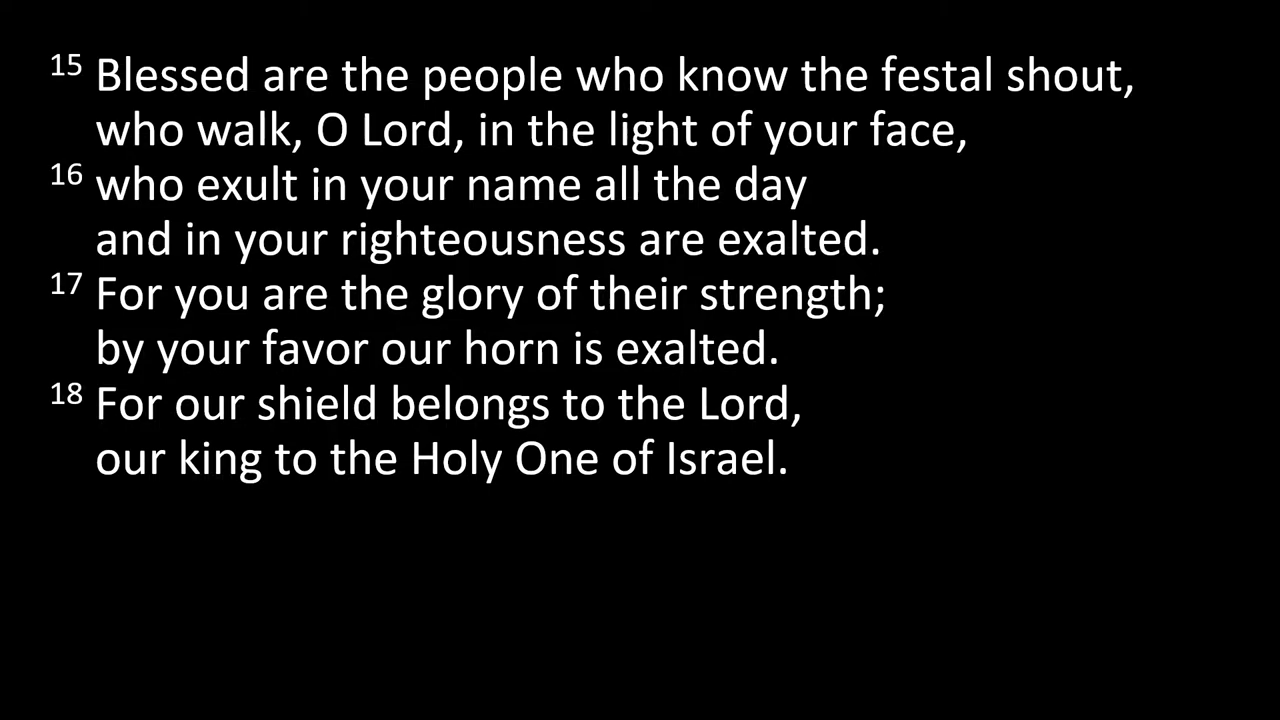 15 Blessed are the people who know the festal shout,
who walk, O Lord, in the light of your face,
16 who exult in your name all the day
and in your righteousness are exalted.
17 For you are the glory of their strength;
by your favor our horn is exalted.
18 For our shield belongs to the Lord,
our king to the Holy One of Israel.